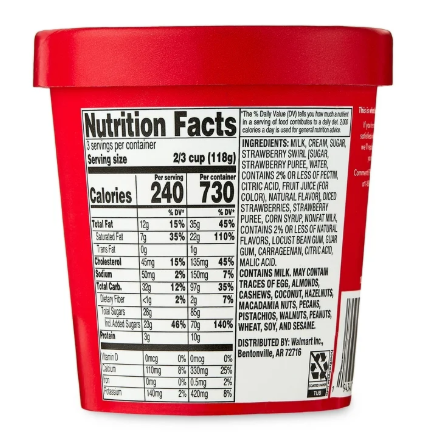 Nutrition Facts
3 servings per container
Serving size 2/3 cup (118g)
Per serving Per container
Calories 240 730
% DV* % DV*
Total Fat 12g 15% 35g 45%
Saturated Fat 7g 35% 22g 110%
Trans Fat 0g 1g
Cholesterol 45mg 15% 135mg 45%
Sodium 50mg 2% 150mg 7%
Total Carb. 32g 12% 97g 35%
Dietary Fiber <1g 2% 2g 7%
Total Sugars 28g 85g
Incl. Added Sugars 23g 46% 70g 140%
Protein 3g 10g
Vitamin D 0mcg 0% 0mcg 0%
Calcium 110mg 8% 330mg 25%
Iron 0mg 0% 0.5mg 2%
Potassium 140mg 2% 420mg 8%
*The % Daily Value (DV) tells you how much a nutrient
in a serving of food contributes to a daily diet. 2,000
calories a day is used for general nutrition advice.
INGREDIENTS: MILK, CREAM, SUGAR,
STRAWBERRY SWIRL (SUGAR,
STRAWBERRY PUREE, WATER,
CONTAINS 2% OR LESS OF PECTIN,
CITRIC ACID, FRUIT JUICE (FOR
COLOR), NATURAL FLAVOR), DICED
STRAWBERRIES, STRAWBERRY
PUREE, CORN SYRUP, NONFAT MILK,
CONTAINS 2% OR LESS OF NATURAL
FLAVORS, LOCUST BEAN GUM, GUAR
GUM, CARRAGEENAN, CITRIC ACID,
MALIC ACID.
CONTAINS MILK. MAY CONTAIN
TRACES OF EGG, ALMONDS,
CASHEWS, COCONUT, HAZELNUTS,
MACADAMIA NUTS, PECANS,
PISTACHIOS, WALNUTS, PEANUTS,
WHEAT, SOY, AND SESAME.
DISTRIBUTED BY: Walmart Inc.,
Bentonville, AR 72716
TUB